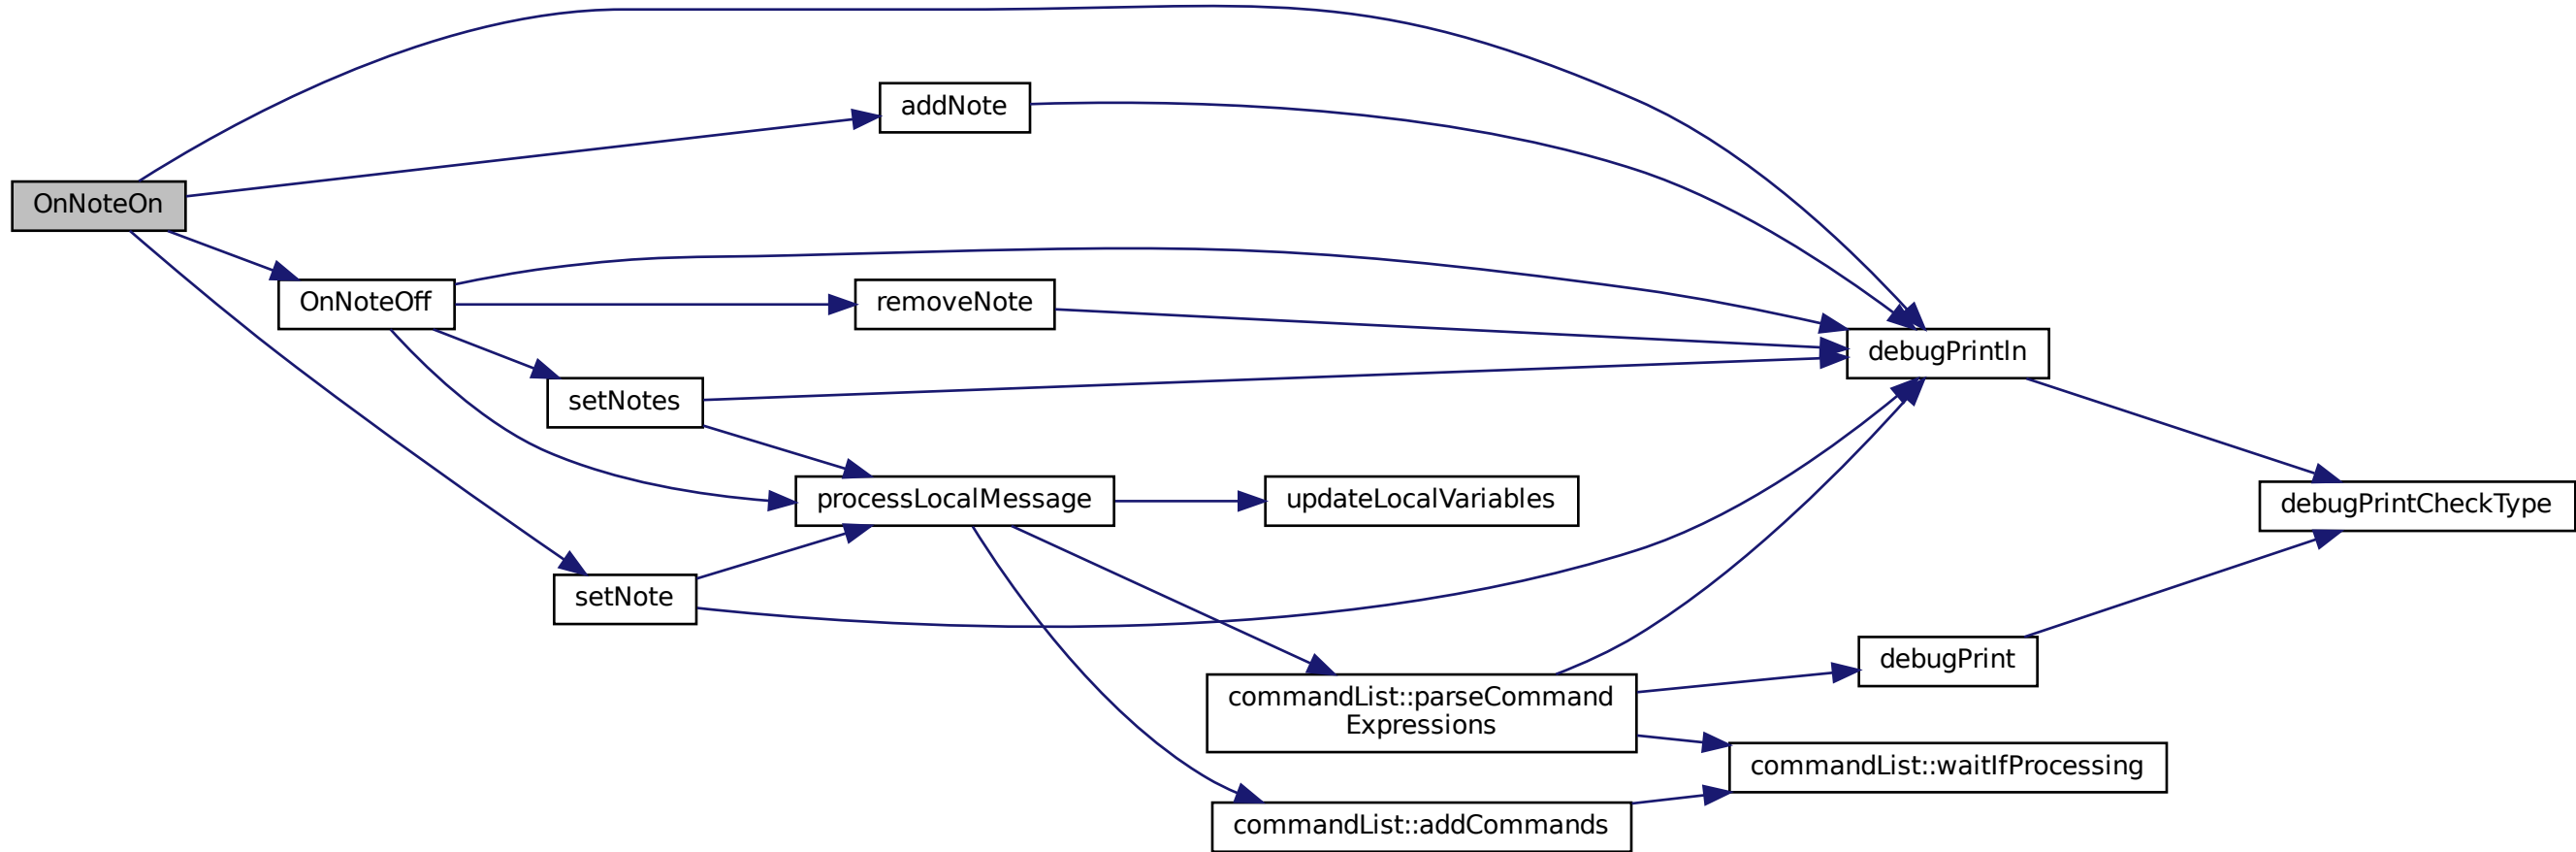 addNote
OnNoteOn
OnNoteOff
removeNote
debugPrintln
setNotes
processLocalMessage
updateLocalVariables
debugPrintCheckType
setNote
debugPrint
commandList::parseCommand
Expressions
commandList::waitIfProcessing
commandList::addCommands